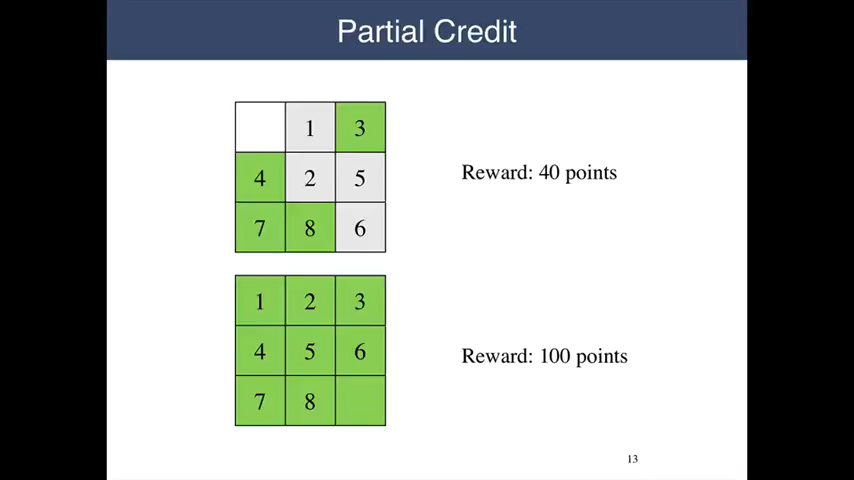 Partial Credit
1 3
4 2 5
7 8 6
Reward: 40 points
1 2 3
4 5 6
7 8
Reward: 100 points
13